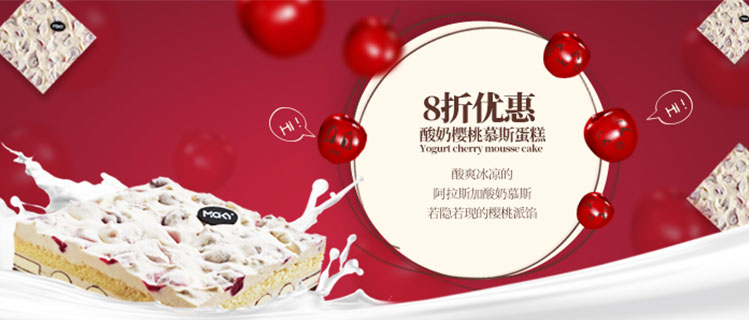 8折优惠
酸奶樱桃慕斯蛋糕
Yogurt cherry mousse cake
酸爽冰凉的
阿拉斯加酸奶慕斯
若隐若现的樱桃派馅
Hi !
Hi !
MCAKY